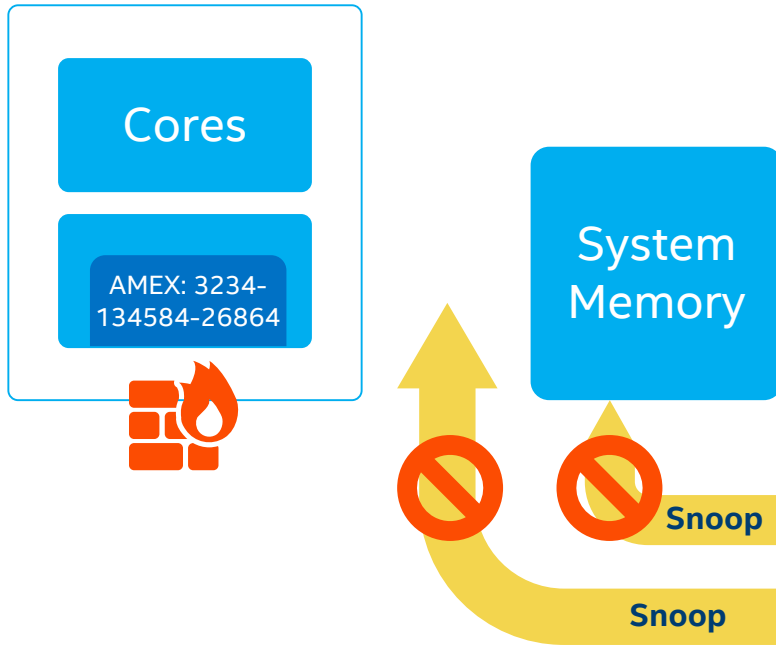 Cores
AMEX: 3234-
134584-26864
System
Memory
Snoop
Snoop